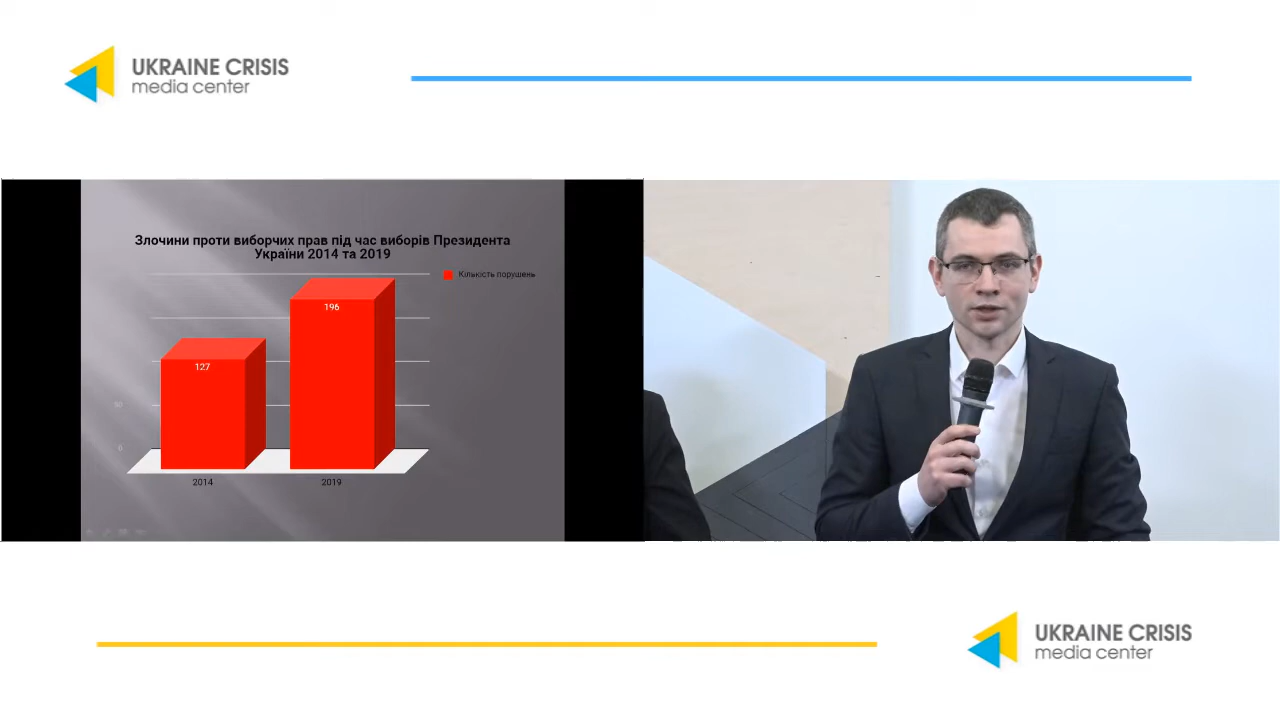 UKRAINE CRISIS
media center
Злочини проти виборчих прав під час виборів Президента
України 2014 та 2019
Кількість порушень
196
127
50
0
2014
2019
UKRAINE CRISIS
media center